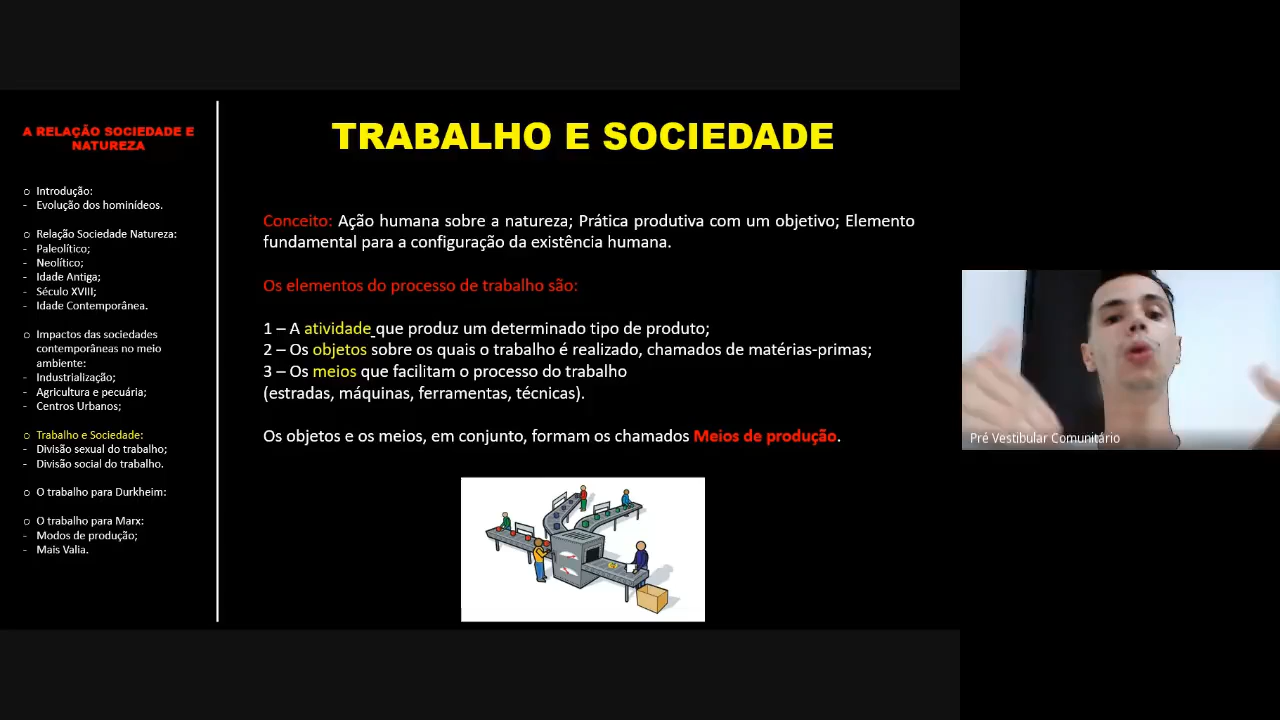 A RELAÇÃO SOCIEDADE E
NATUREZA
o Introdução:
- Evolução dos hominídeos.
o Relação Sociedade Natureza:
- Paleolítico;
- Neolítico;
- Idade Antiga;
- Século XVIII;
- Idade Contemporânea.
o Impactos das sociedades
contemporâneas no meio
ambiente:
- Industrialização;
- Agricultura e pecuária;
- Centros Urbanos;
o Trabalho e Sociedade:
- Divisão sexual do trabalho;
- Divisão social do trabalho.
o O trabalho para Durkheim:
o O trabalho para Marx:
- Modos de produção;
- Mais Valia.
TRABALHO E SOCIEDADE
Conceito: Ação humana sobre a natureza; Prática produtiva com um objetivo; Elemento
fundamental para a configuração da existência humana.
Os elementos do processo de trabalho são:
1 – A atividade que produz um determinado tipo de produto;
2 – Os objetos sobre os quais o trabalho é realizado, chamados de matérias-primas;
3 – Os meios que facilitam o processo do trabalho
(estradas, máquinas, ferramentas, técnicas).
Os objetos e os meios, em conjunto, formam os chamados Meios de produção.
Pré Vestibular Comunitário